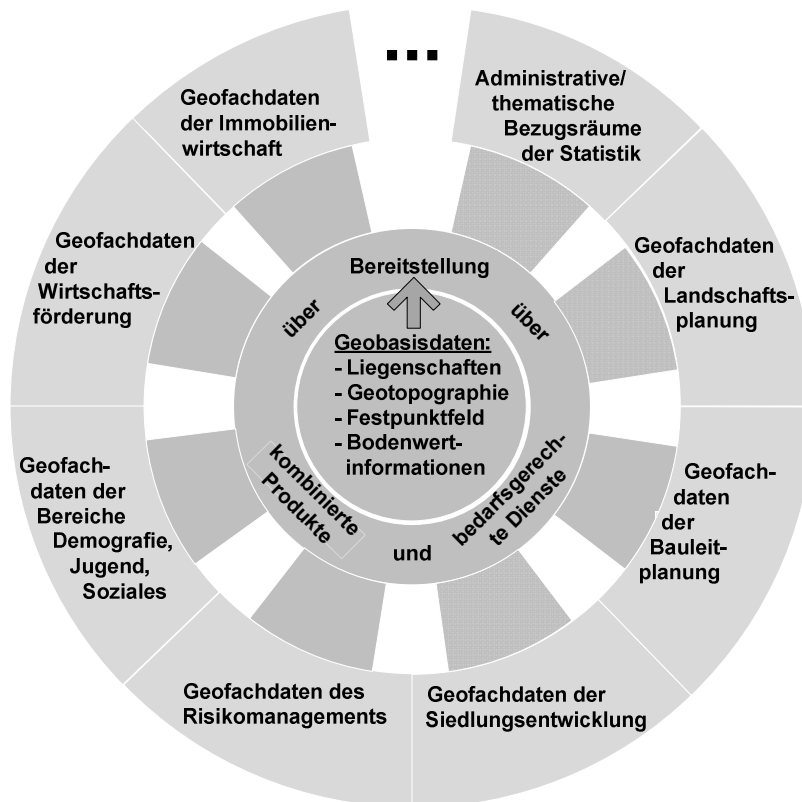 ...
Administrative/
thematische
Bezugsräume
der Statistik
Geofachdaten
der
Landschafts-
planung
Geofach-
daten
der
Bauleit-
planung
Geofachdaten der
Siedlungsentwicklung
Geofachdaten des
Risikomanagements
Geofach-
daten der
Bereiche
Demografie,
Jugend,
Soziales
Geofachdaten
der
Wirtschafts-
förderung
Geofachdaten
der Immobilien-
wirtschaft
Bereitstellung
über
über
kombinierte
Produkte
und
bedarfsgerech-
te Dienste
Geobasisdaten:
- Liegenschaften
- Geotopographie
- Festpunktfeld
- Bodenwert-
informationen